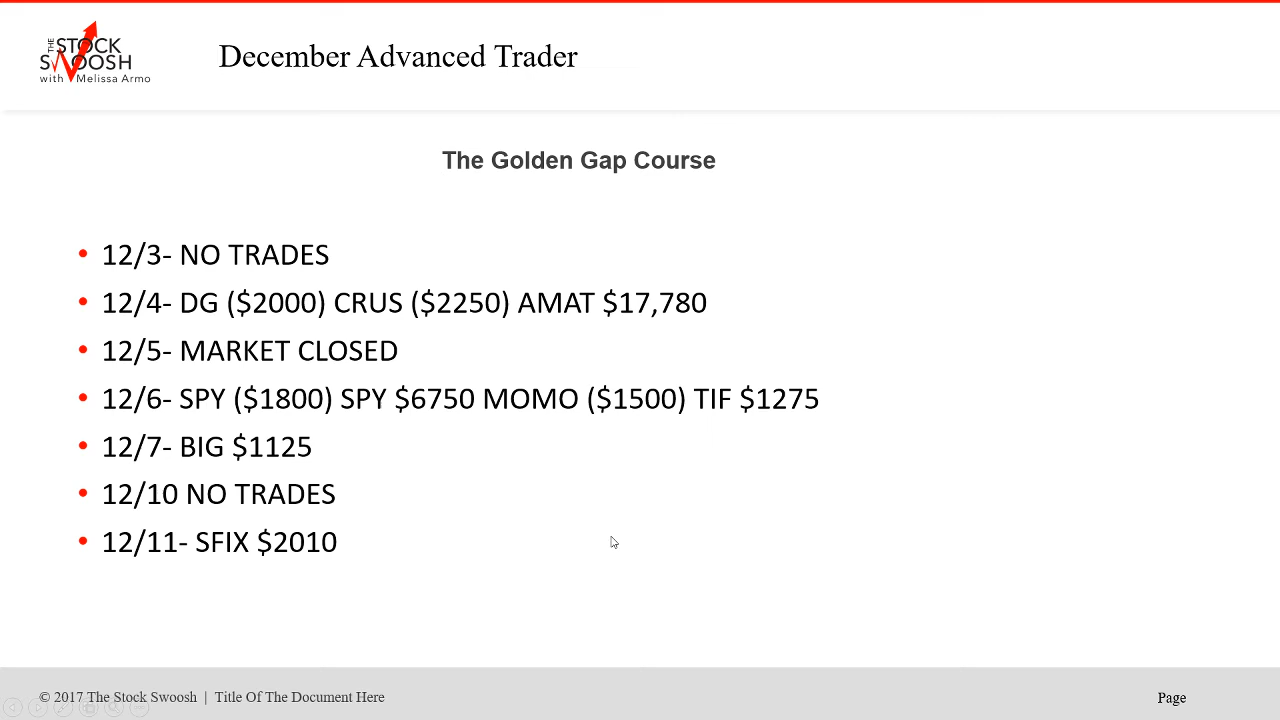 THE STOCK
SWOOSH
with Melissa Armo
December Advanced Trader
The Golden Gap Course
• 12/3- NO TRADES
• 12/4- DG ($2000) CRUS ($2250) AMAT $17,780
• 12/5- MARKET CLOSED
• 12/6- SPY ($1800) SPY $6750 MOMO ($1500) TIF $1275
• 12/7- BIG $1125
• 12/10 NO TRADES
• 12/11- SFIX $2010
© 2017 The Stock Swoosh | Title Of The Document Here
Page